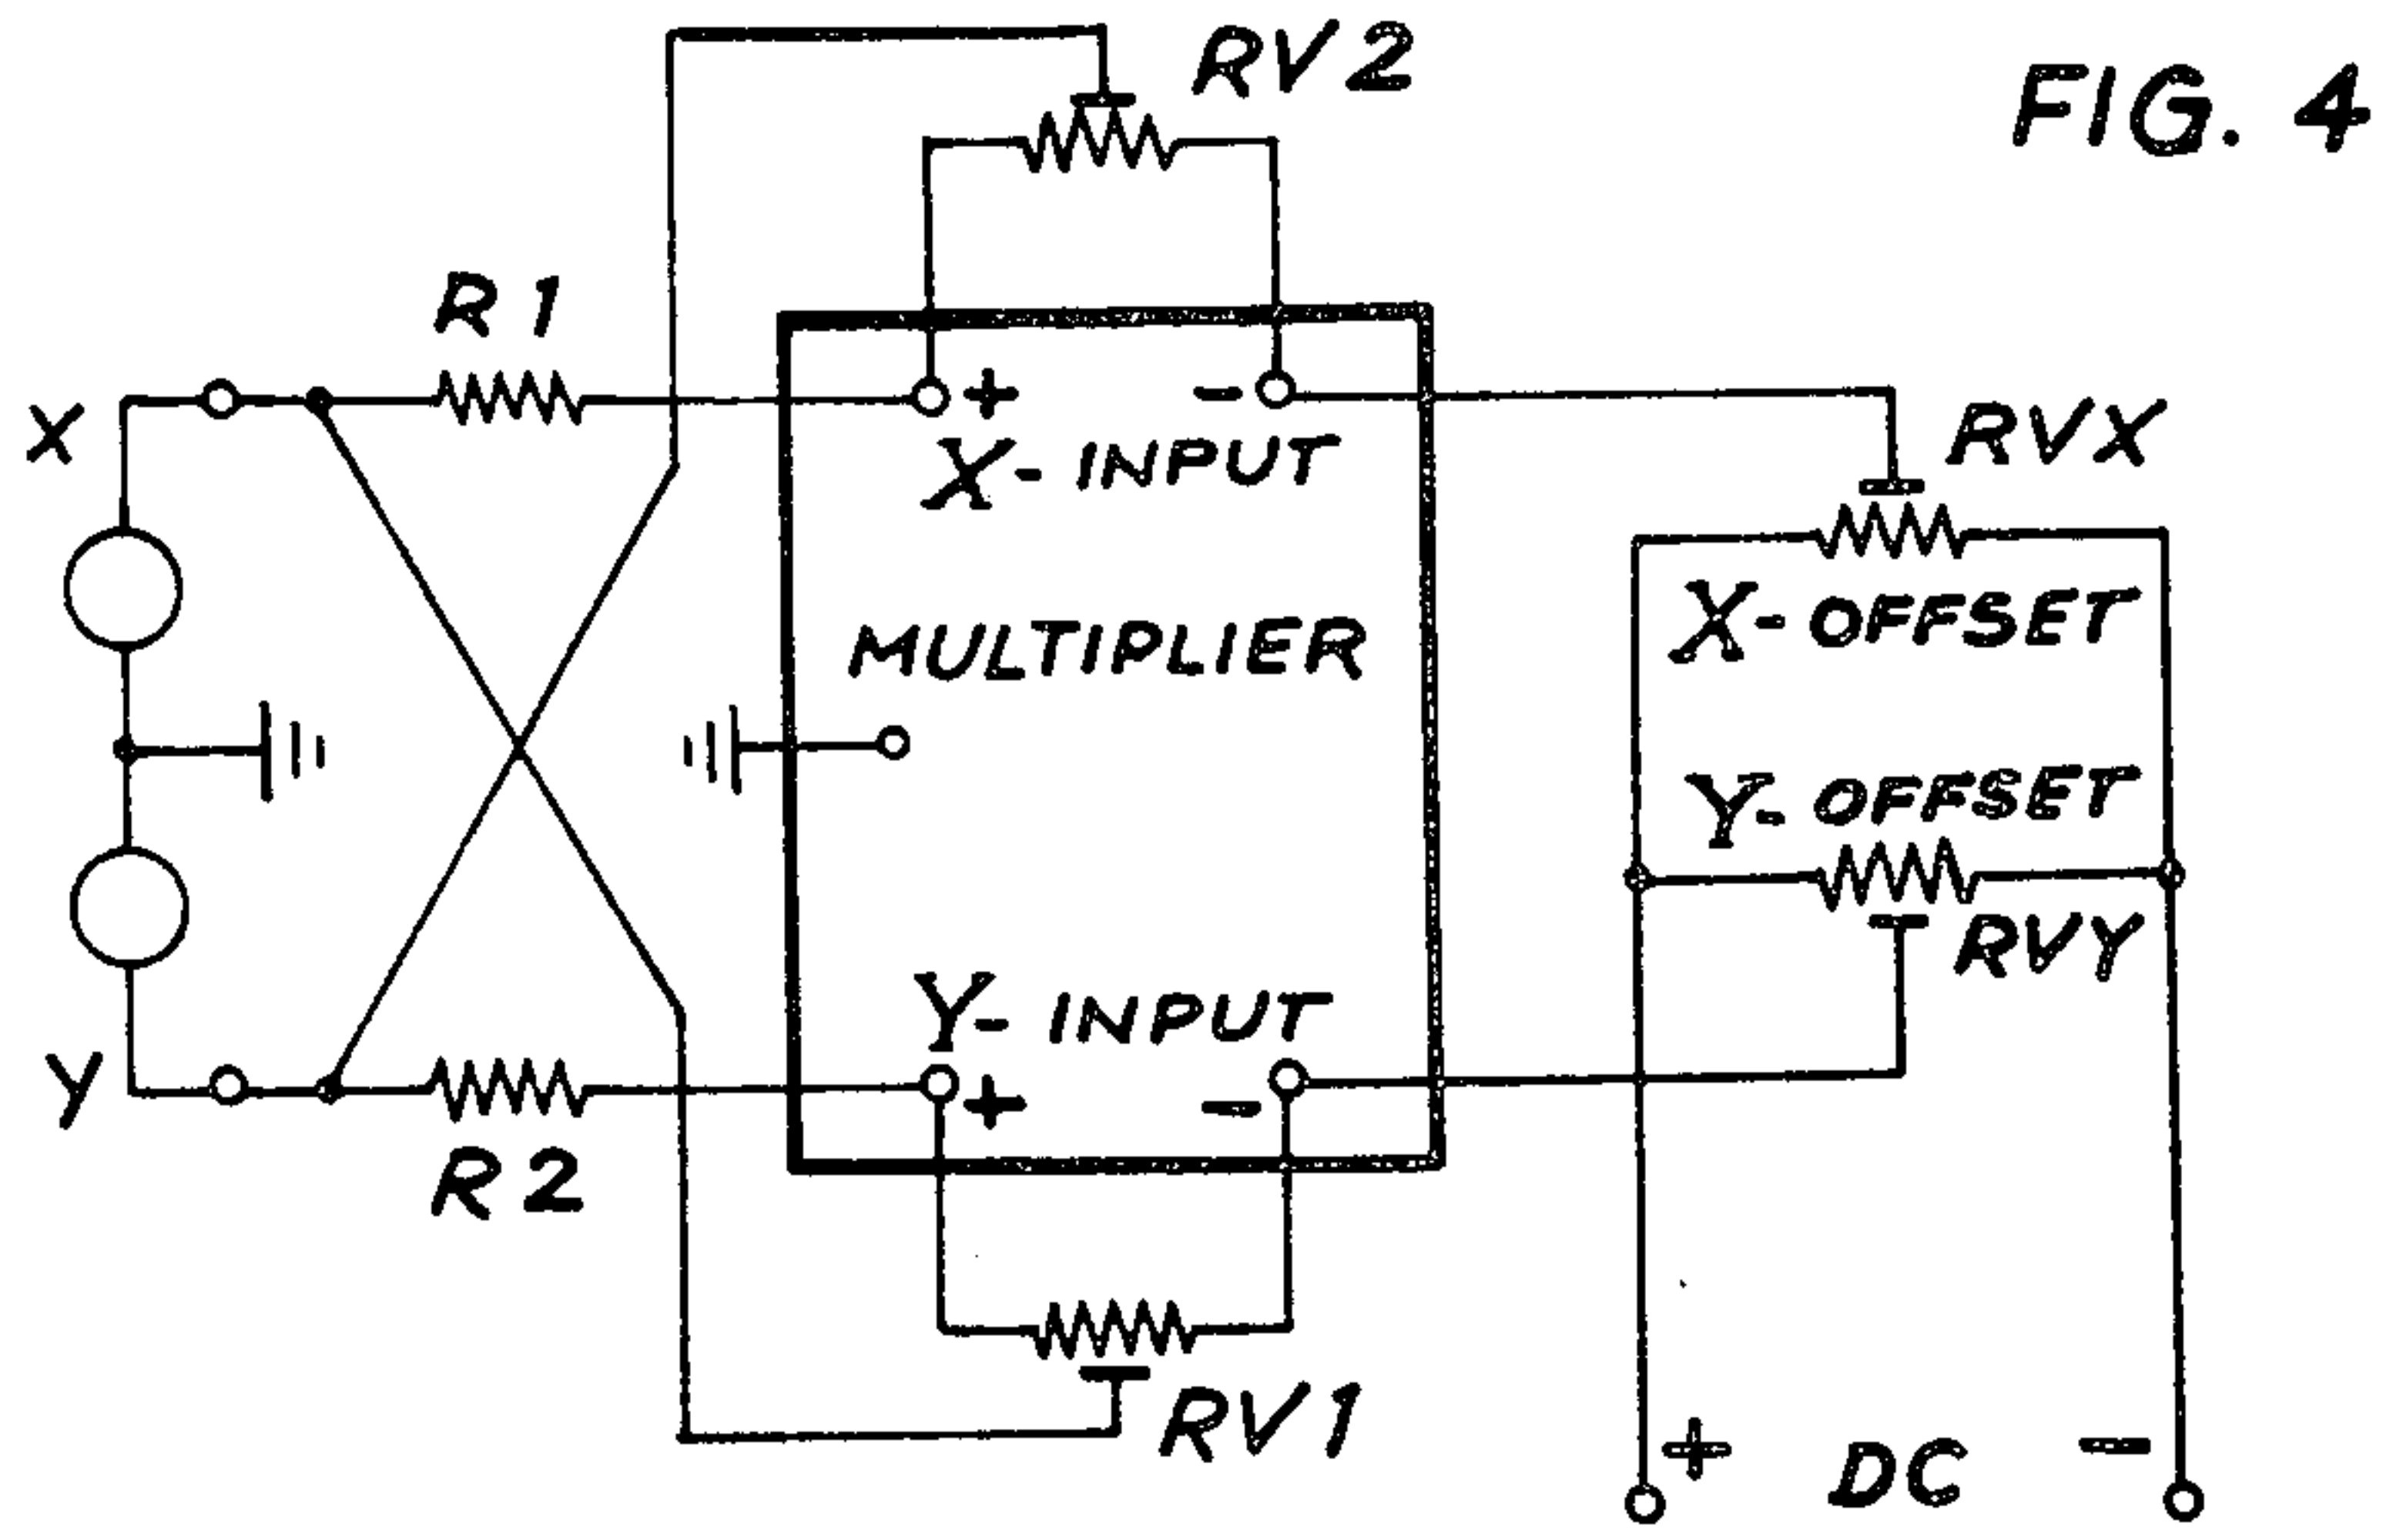 RV2
FIG. 4
R1
X
+ -
X- INPUT
RVX
X- OFFSET
MULTIPLIER
Y- OFFSET
RVY
Y- INPUT
Y
+ -
R2
RV1
+ DC -